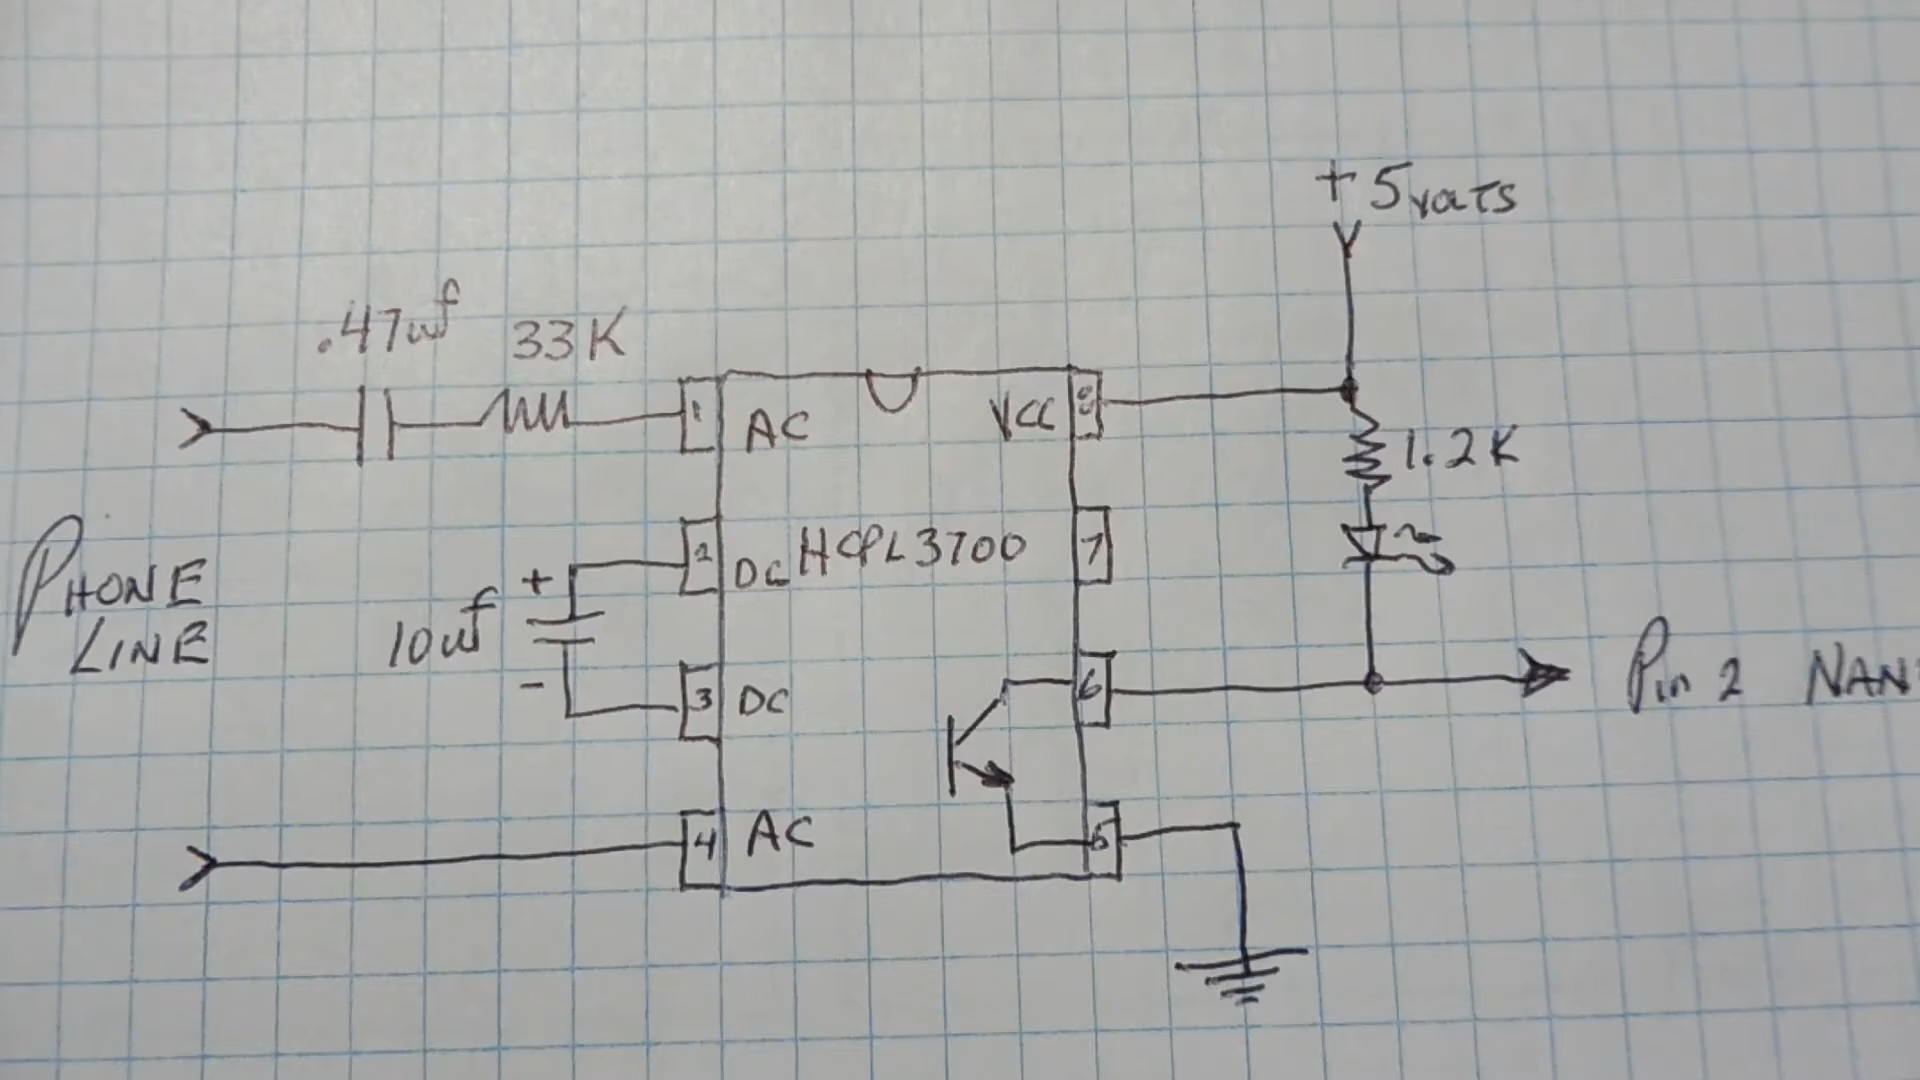 + 5 VOLTS
.47uf 33K
1 AC VCC 8
1.2K
2 DC HCPL3700 7
+
10uf
-
PHONE
LINE
3 DC 6
Pin 2 NAN
4 AC 5